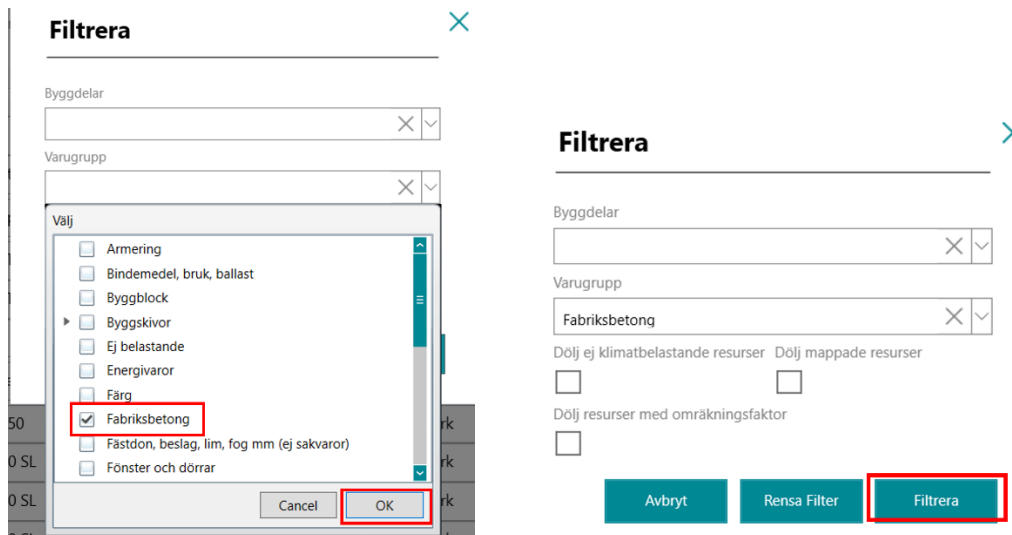 Filtrera
Byggdelar
Varugrupp
Välj
Armering
Bindemedel, bruk, ballast
Byggblock
Byggskivor
Ej belastande
Energivaror
Färg
Fabriksbetong
Fästdon, beslag, lim, fog mm (ej sakvaror)
Fönster och dörrar
Cancel OK
50 rk
0 SL rk
0 SL rk
Filtrera
Byggdelar
Varugrupp
Fabriksbetong
Dölj ej klimatbelastande resurser Dölj mappade resurser
Dölj resurser med omräkningsfaktor
Avbryt Rensa Filter Filtrera